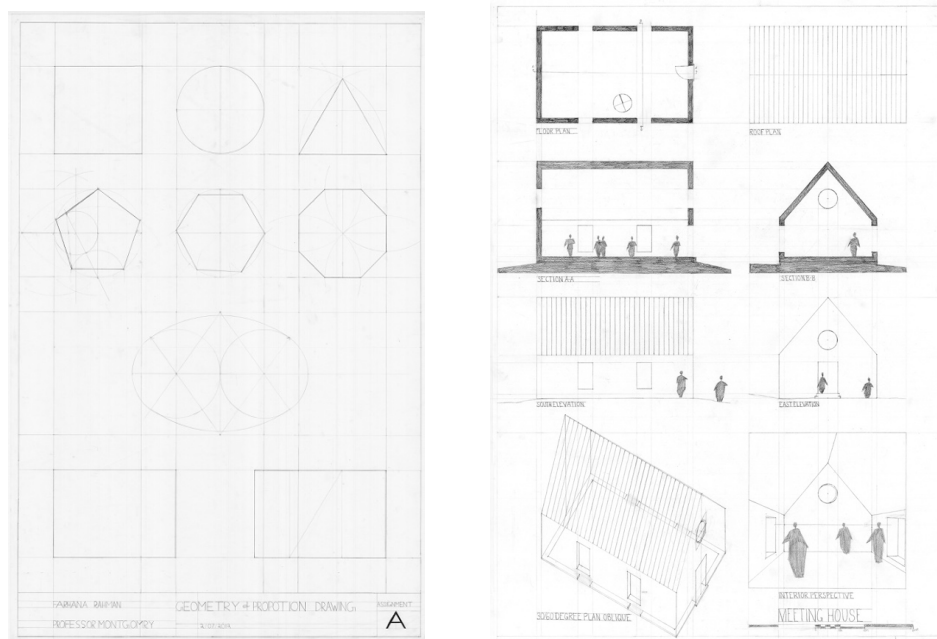 FARHANA RAHMAN
PROFESSOR MONTGOMRY
GEOMETRY & PROPOTION DRAWING
ASSIGNMENT
A
FLOOR PLAN
ROOF PLAN
SECTION A-A
SECTION B-B
SOUTH ELEVATION
EAST ELEVATION
30/60 DEGREE PLAN OBLIQUE
INTERIOR PERSPECTIVE
MEETING HOUSE